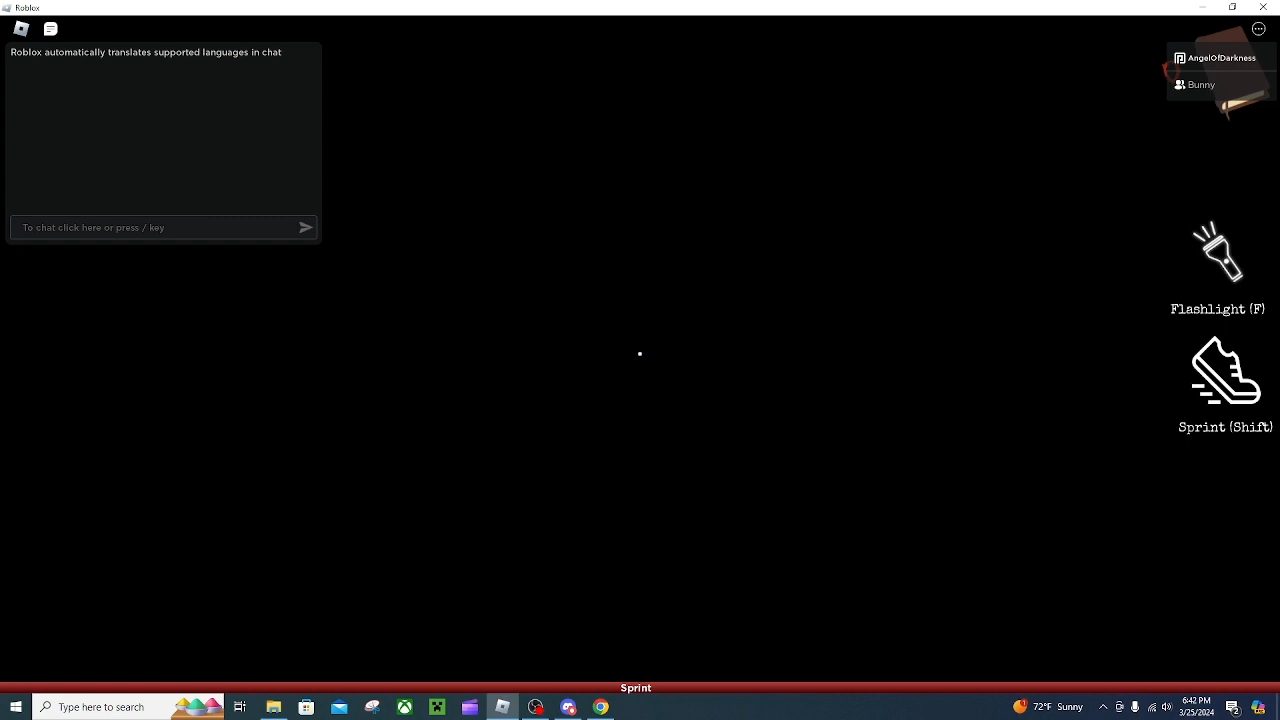 Roblox
Roblox automatically translates supported languages in chat
To chat click here or press / key
AngelOfDarkness
Bunny
Flashlight (F)
Sprint (Shift)
Sprint
Type here to search
72°F Sunny
6:42 PM
3/25/2024